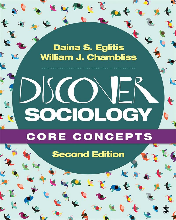 Daina S. Eglitis
William J. Chambliss
DISCOVER
SOCIOLOGY
CORE CONCEPTS
Second Edition